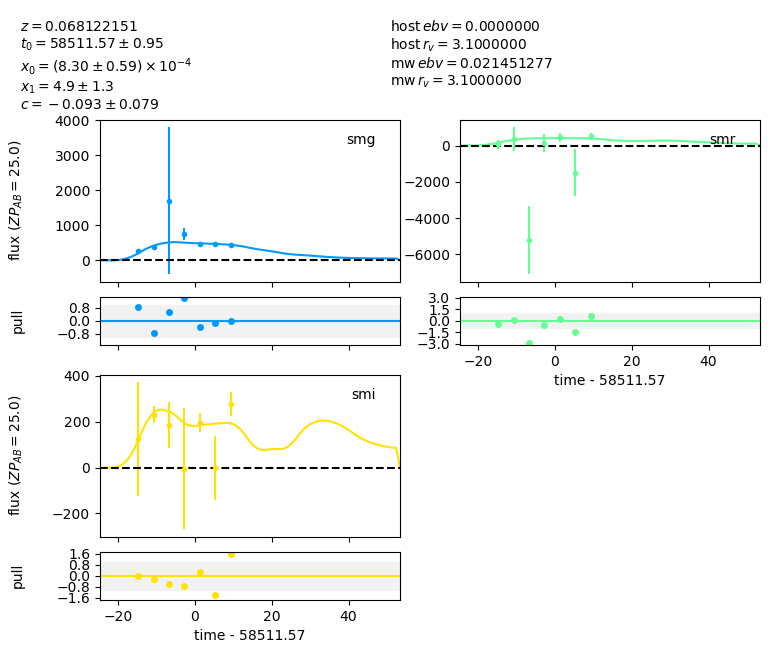 z = 0.068122151
t₀ = 58511.57 ± 0.95
x₀ = (8.30 ± 0.59) × 10⁻⁴
x₁ = 4.9 ± 1.3
c = −0.093 ± 0.079
host ebv = 0.0000000
host r_v = 3.1000000
mw ebv = 0.021451277
mw r_v = 3.1000000
smg
4000
3000
2000
1000
0
flux (ZP_AB = 25.0)
0.8
0.0
−0.8
pull
smr
0
−2000
−4000
−6000
3.0
1.5
0.0
−1.5
−3.0
−20 0 20 40
time - 58511.57
smi
400
200
0
−200
flux (ZP_AB = 25.0)
1.6
0.8
0.0
−0.8
−1.6
pull
−20 0 20 40
time - 58511.57